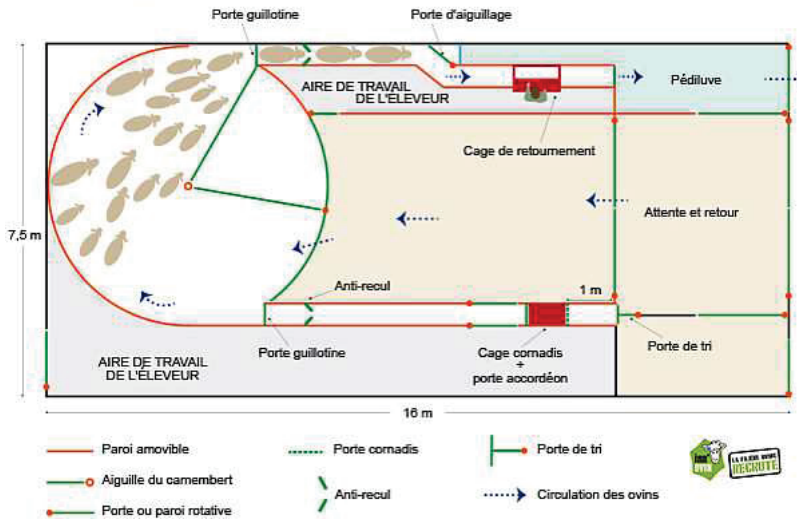 Porte guillotine
Porte d'aiguillage
AIRE DE TRAVAIL
DE L'ÉLEVEUR
Pédiluve
Cage de retournement
Attente et retour
7,5 m
Anti-recul
1 m
Porte guillotine
Porte de tri
AIRE DE TRAVAIL
DE L'ÉLEVEUR
Cage cornadis
+
porte accordéon
16 m
Paroi amovible
Porte cornadis
Porte de tri
Aiguille du camembert
Anti-recul
Circulation des ovins
Porte ou paroi rotative
inn'
OVIN
LA FILIÈRE OVINE
RECRUTE